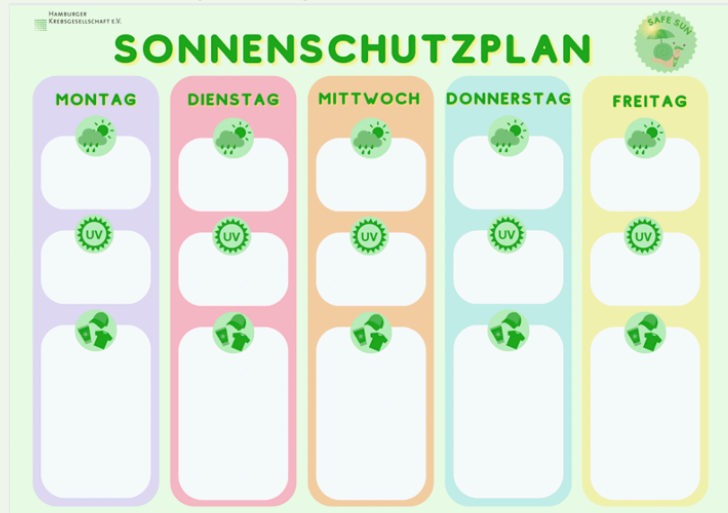 HAMBURGER
KREBSGESELLSCHAFT E.V.
SAFE SUN
SONNENSCHUTZPLAN
MONTAG
DIENSTAG
MITTWOCH
DONNERSTAG
FREITAG
UV
UV
UV
UV
UV